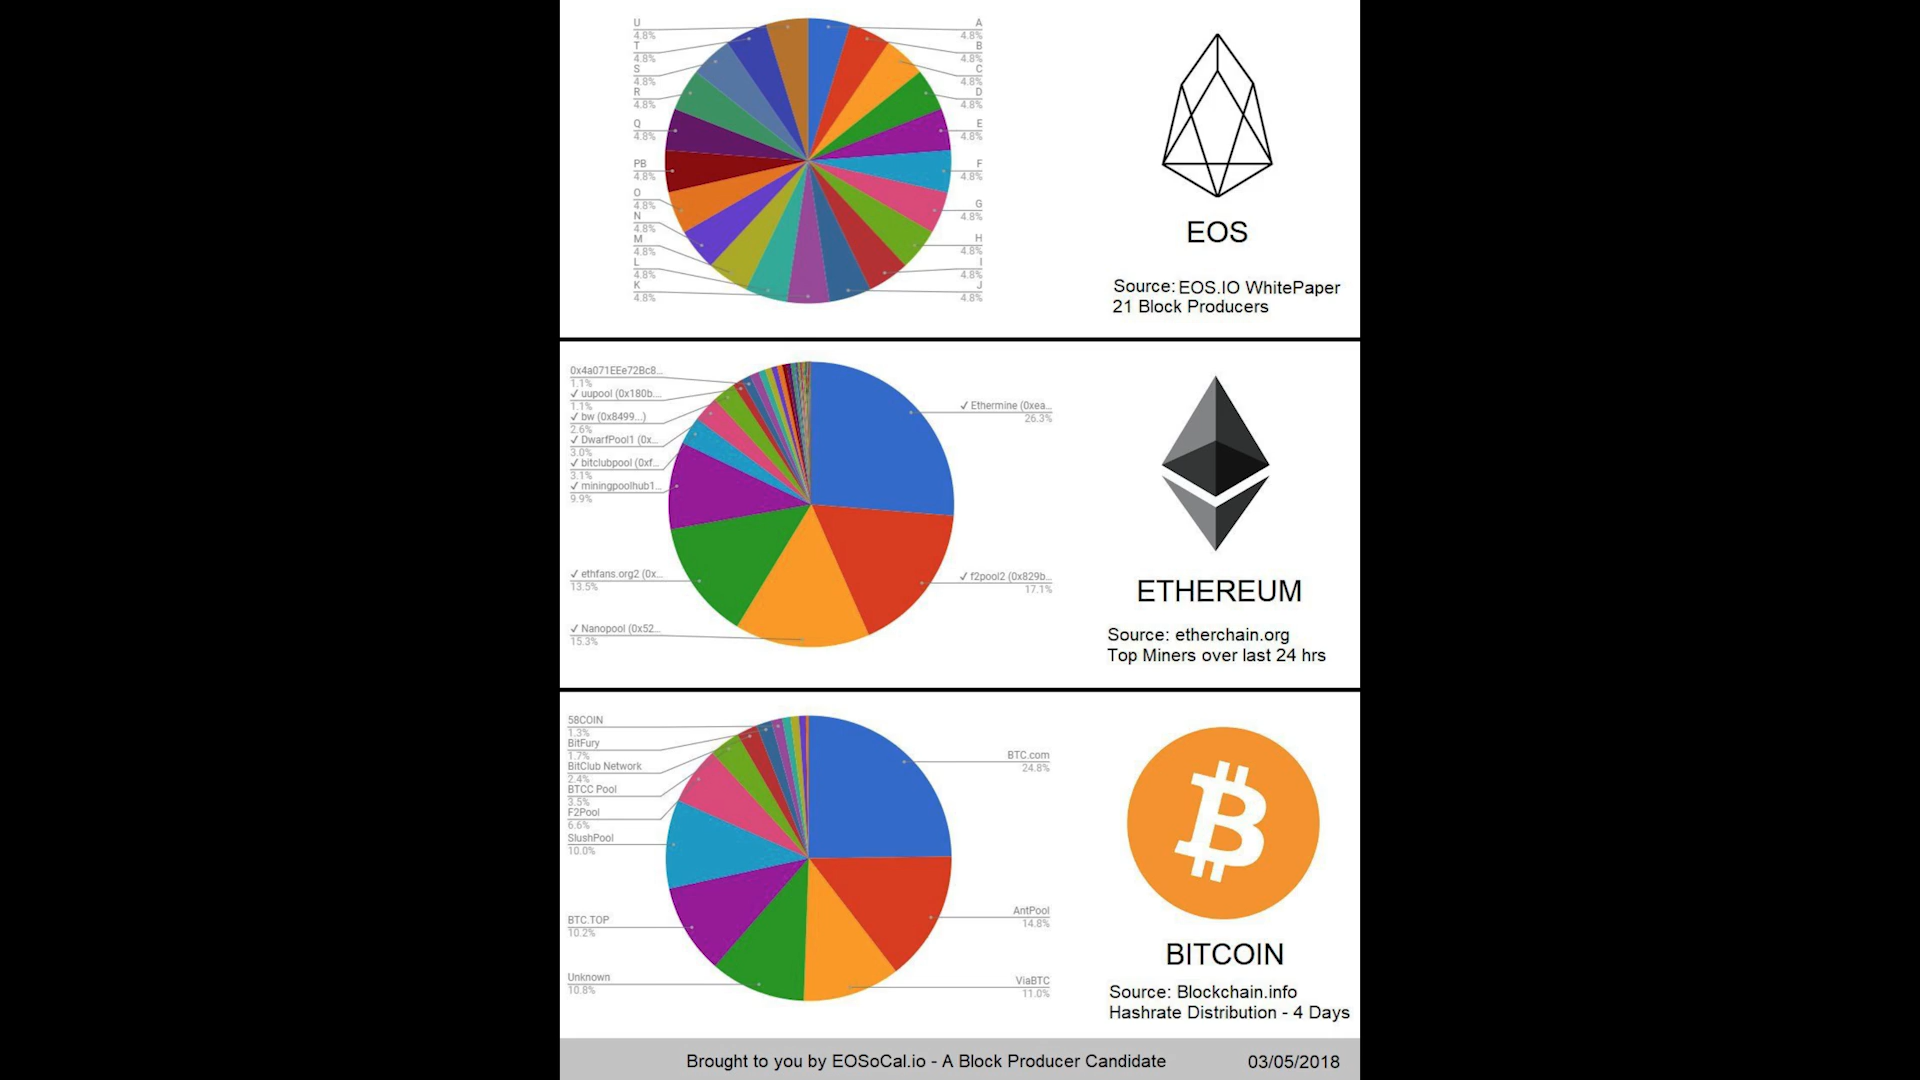 U
4.8%
T
4.8%
S
4.8%
R
4.8%
Q
4.8%
PB
4.8%
O
4.8%
N
4.8%
M
4.8%
L
4.8%
K
4.8%
A
4.8%
B
4.8%
C
4.8%
D
4.8%
E
4.8%
F
4.8%
G
4.8%
H
4.8%
I
4.8%
J
4.8%
EOS
Source: EOS.IO WhitePaper
21 Block Producers
0x4a071EEe72Bc8...
1.1%
✓ uupool (0x180b...
1.1%
✓ bw (0x8499...)
2.6%
✓ DwarfPool1 (0x...
3.0%
✓ bitclubpool (0xf...
3.1%
✓ miningpoolhub1...
9.9%
✓ ethfans.org2 (0x...
13.5%
✓ Nanopool (0x52...
15.3%
✓ Ethermine (0xea...
26.3%
✓ f2pool2 (0x829b...
17.1%
ETHEREUM
Source: etherchain.org
Top Miners over last 24 hrs
58COIN
1.3%
BitFury
1.7%
BitClub Network
2.4%
BTCC Pool
3.5%
F2Pool
6.6%
SlushPool
10.0%
BTC.TOP
10.2%
Unknown
10.8%
BTC.com
24.8%
AntPool
14.8%
ViaBTC
11.0%
BITCOIN
Source: Blockchain.info
Hashrate Distribution - 4 Days
Brought to you by EOSoCal.io - A Block Producer Candidate
03/05/2018